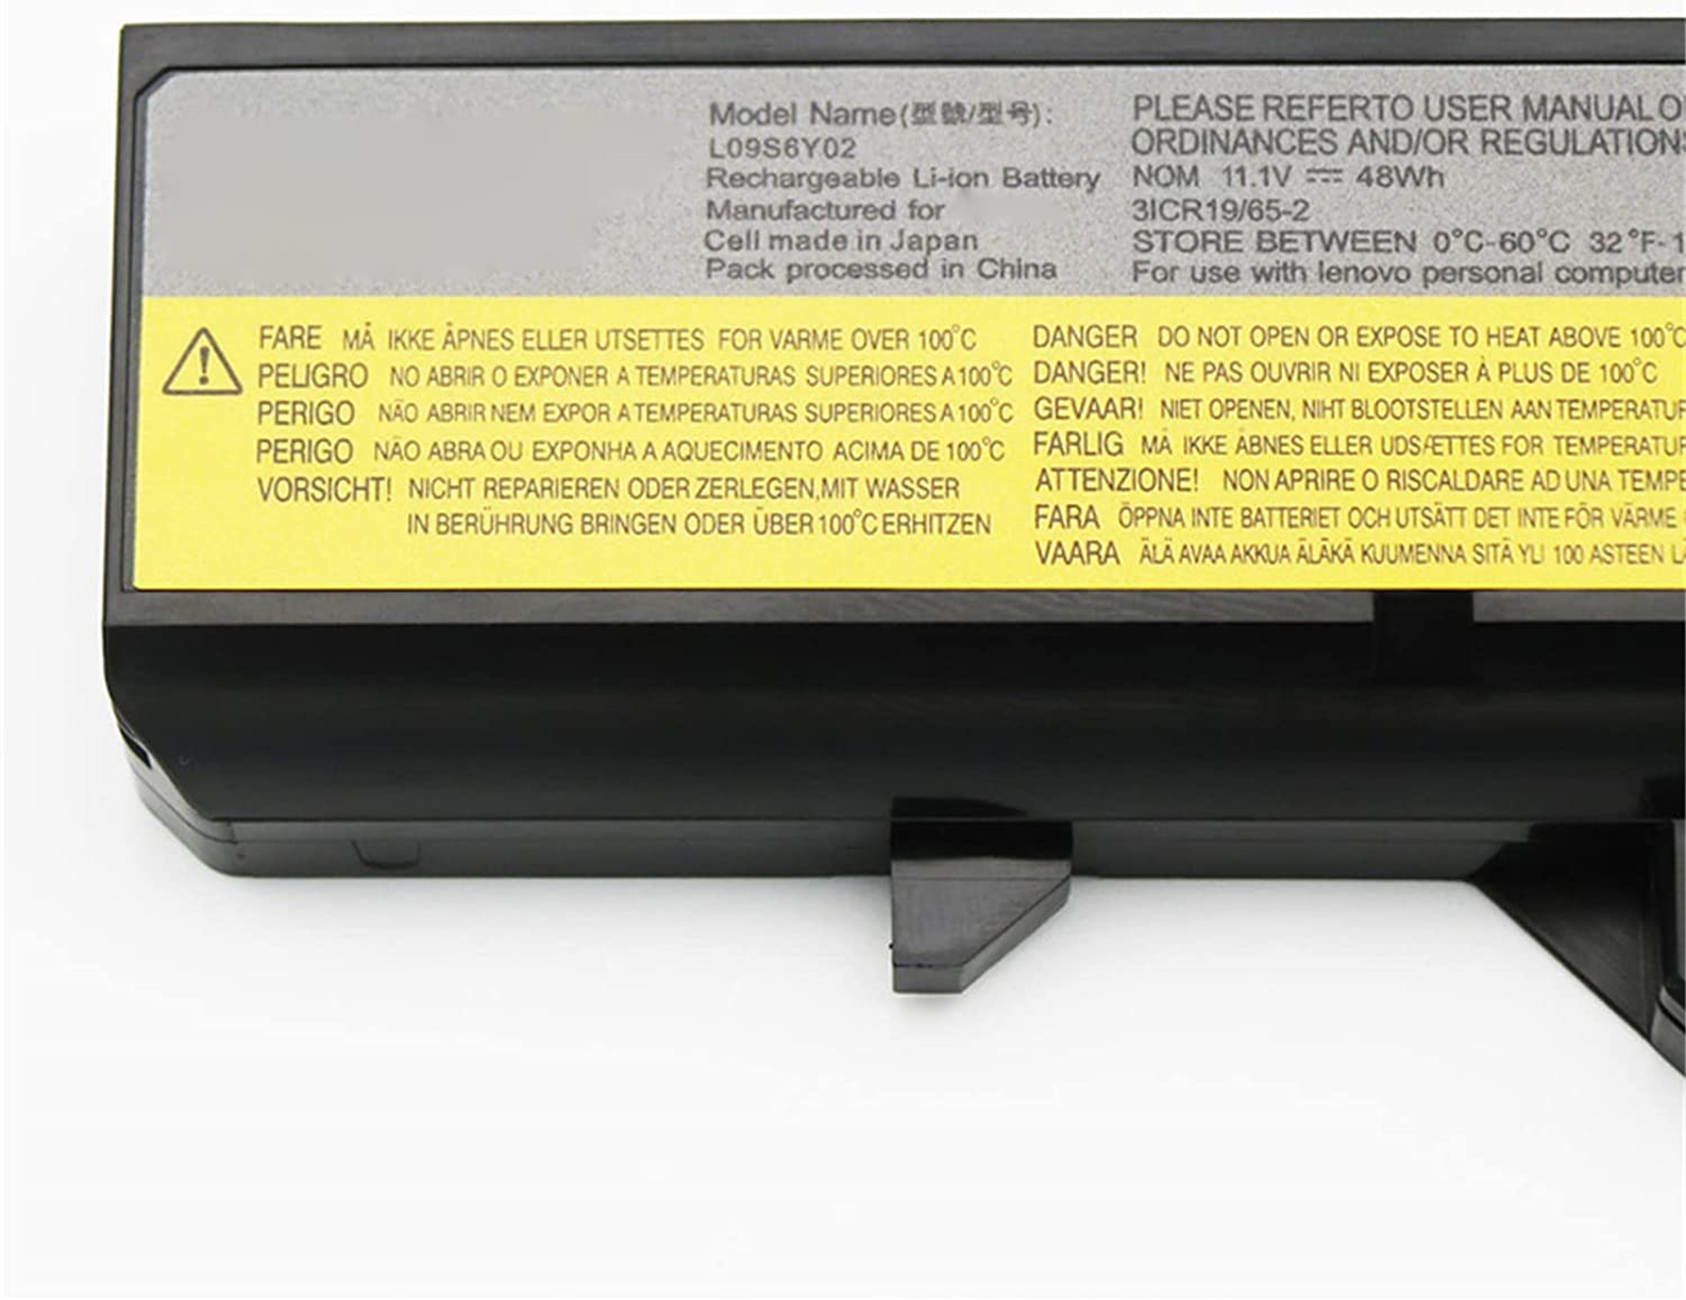 Model Name(型號/型号):
L09S6Y02
Rechargeable Li-ion Battery
Manufactured for
Cell made in Japan
Pack processed in China
PLEASE REFERTO USER MANUAL
ORDINANCES AND/OR REGULATIONS
NOM 11.1V ⎓ 48Wh
3ICR19/65-2
STORE BETWEEN 0°C-60°C 32°F-1
For use with lenovo personal computer
FARE MÅ IKKE ÅPNES ELLER UTSETTES FOR VARME OVER 100°C
PELIGRO NO ABRIR O EXPONER A TEMPERATURAS SUPERIORES A 100°C
PERIGO NÃO ABRIR NEM EXPOR A TEMPERATURAS SUPERIORES A 100°C
PERIGO NÃO ABRA OU EXPONHA A AQUECIMENTO ACIMA DE 100°C
VORSICHT! NICHT REPARIEREN ODER ZERLEGEN,MIT WASSER
IN BERÜHRUNG BRINGEN ODER ÜBER 100°C ERHITZEN
DANGER DO NOT OPEN OR EXPOSE TO HEAT ABOVE 100°C
DANGER! NE PAS OUVRIR NI EXPOSER À PLUS DE 100°C
GEVAAR! NIET OPENEN, NIHT BLOOTSTELLEN AAN TEMPERATUR
FARLIG MÅ IKKE ÅBNES ELLER UDSÆTTES FOR TEMPERATUR
ATTENZIONE! NON APRIRE O RISCALDARE AD UNA TEMPE
FARA ÖPPNA INTE BATTERIET OCH UTSÄTT DET INTE FÖR VÄRME
VAARA ÄLÄ AVAA AKKUA ÄLÄKÄ KUUMENNA SITÄ YLI 100 ASTEEN